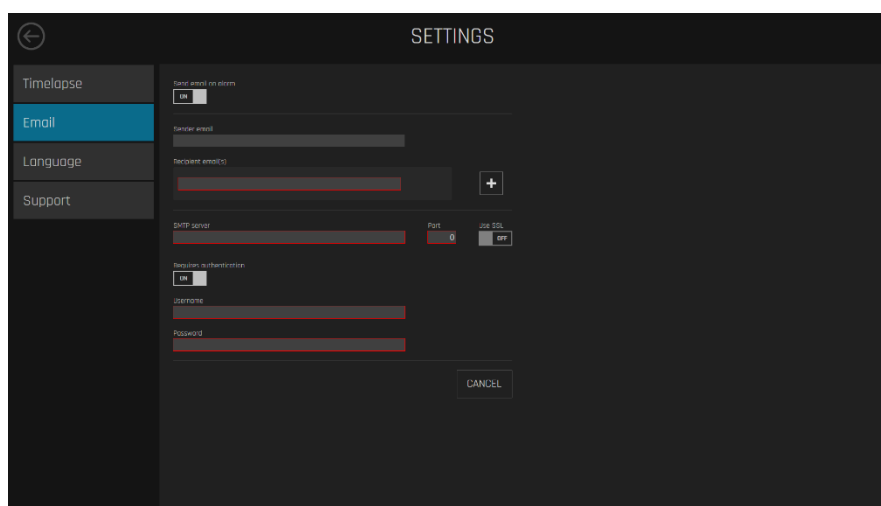 SETTINGS
Timelapse
Email
Language
Support
Send email on alarm
ON
Sender email
Recipient email(s)
+
SMTP server Port Use SSL
0 OFF
Requires authentication
ON
Username
Password
CANCEL